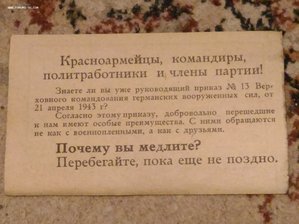 Красноармейцы, командиры,
политработники и члены партии!
Знаете ли вы уже руководящий приказ № 13 Вер-
ховного командования германских вооруженных сил, от
21 апреля 1943 г?
Согласно этому приказу, добровольно перешедшие
к нам имеют особые преимущества. С ними обращаются
не как с военнопленными, а как с друзьями.
Почему вы медлите?
Перебегайте, пока еще не поздно.